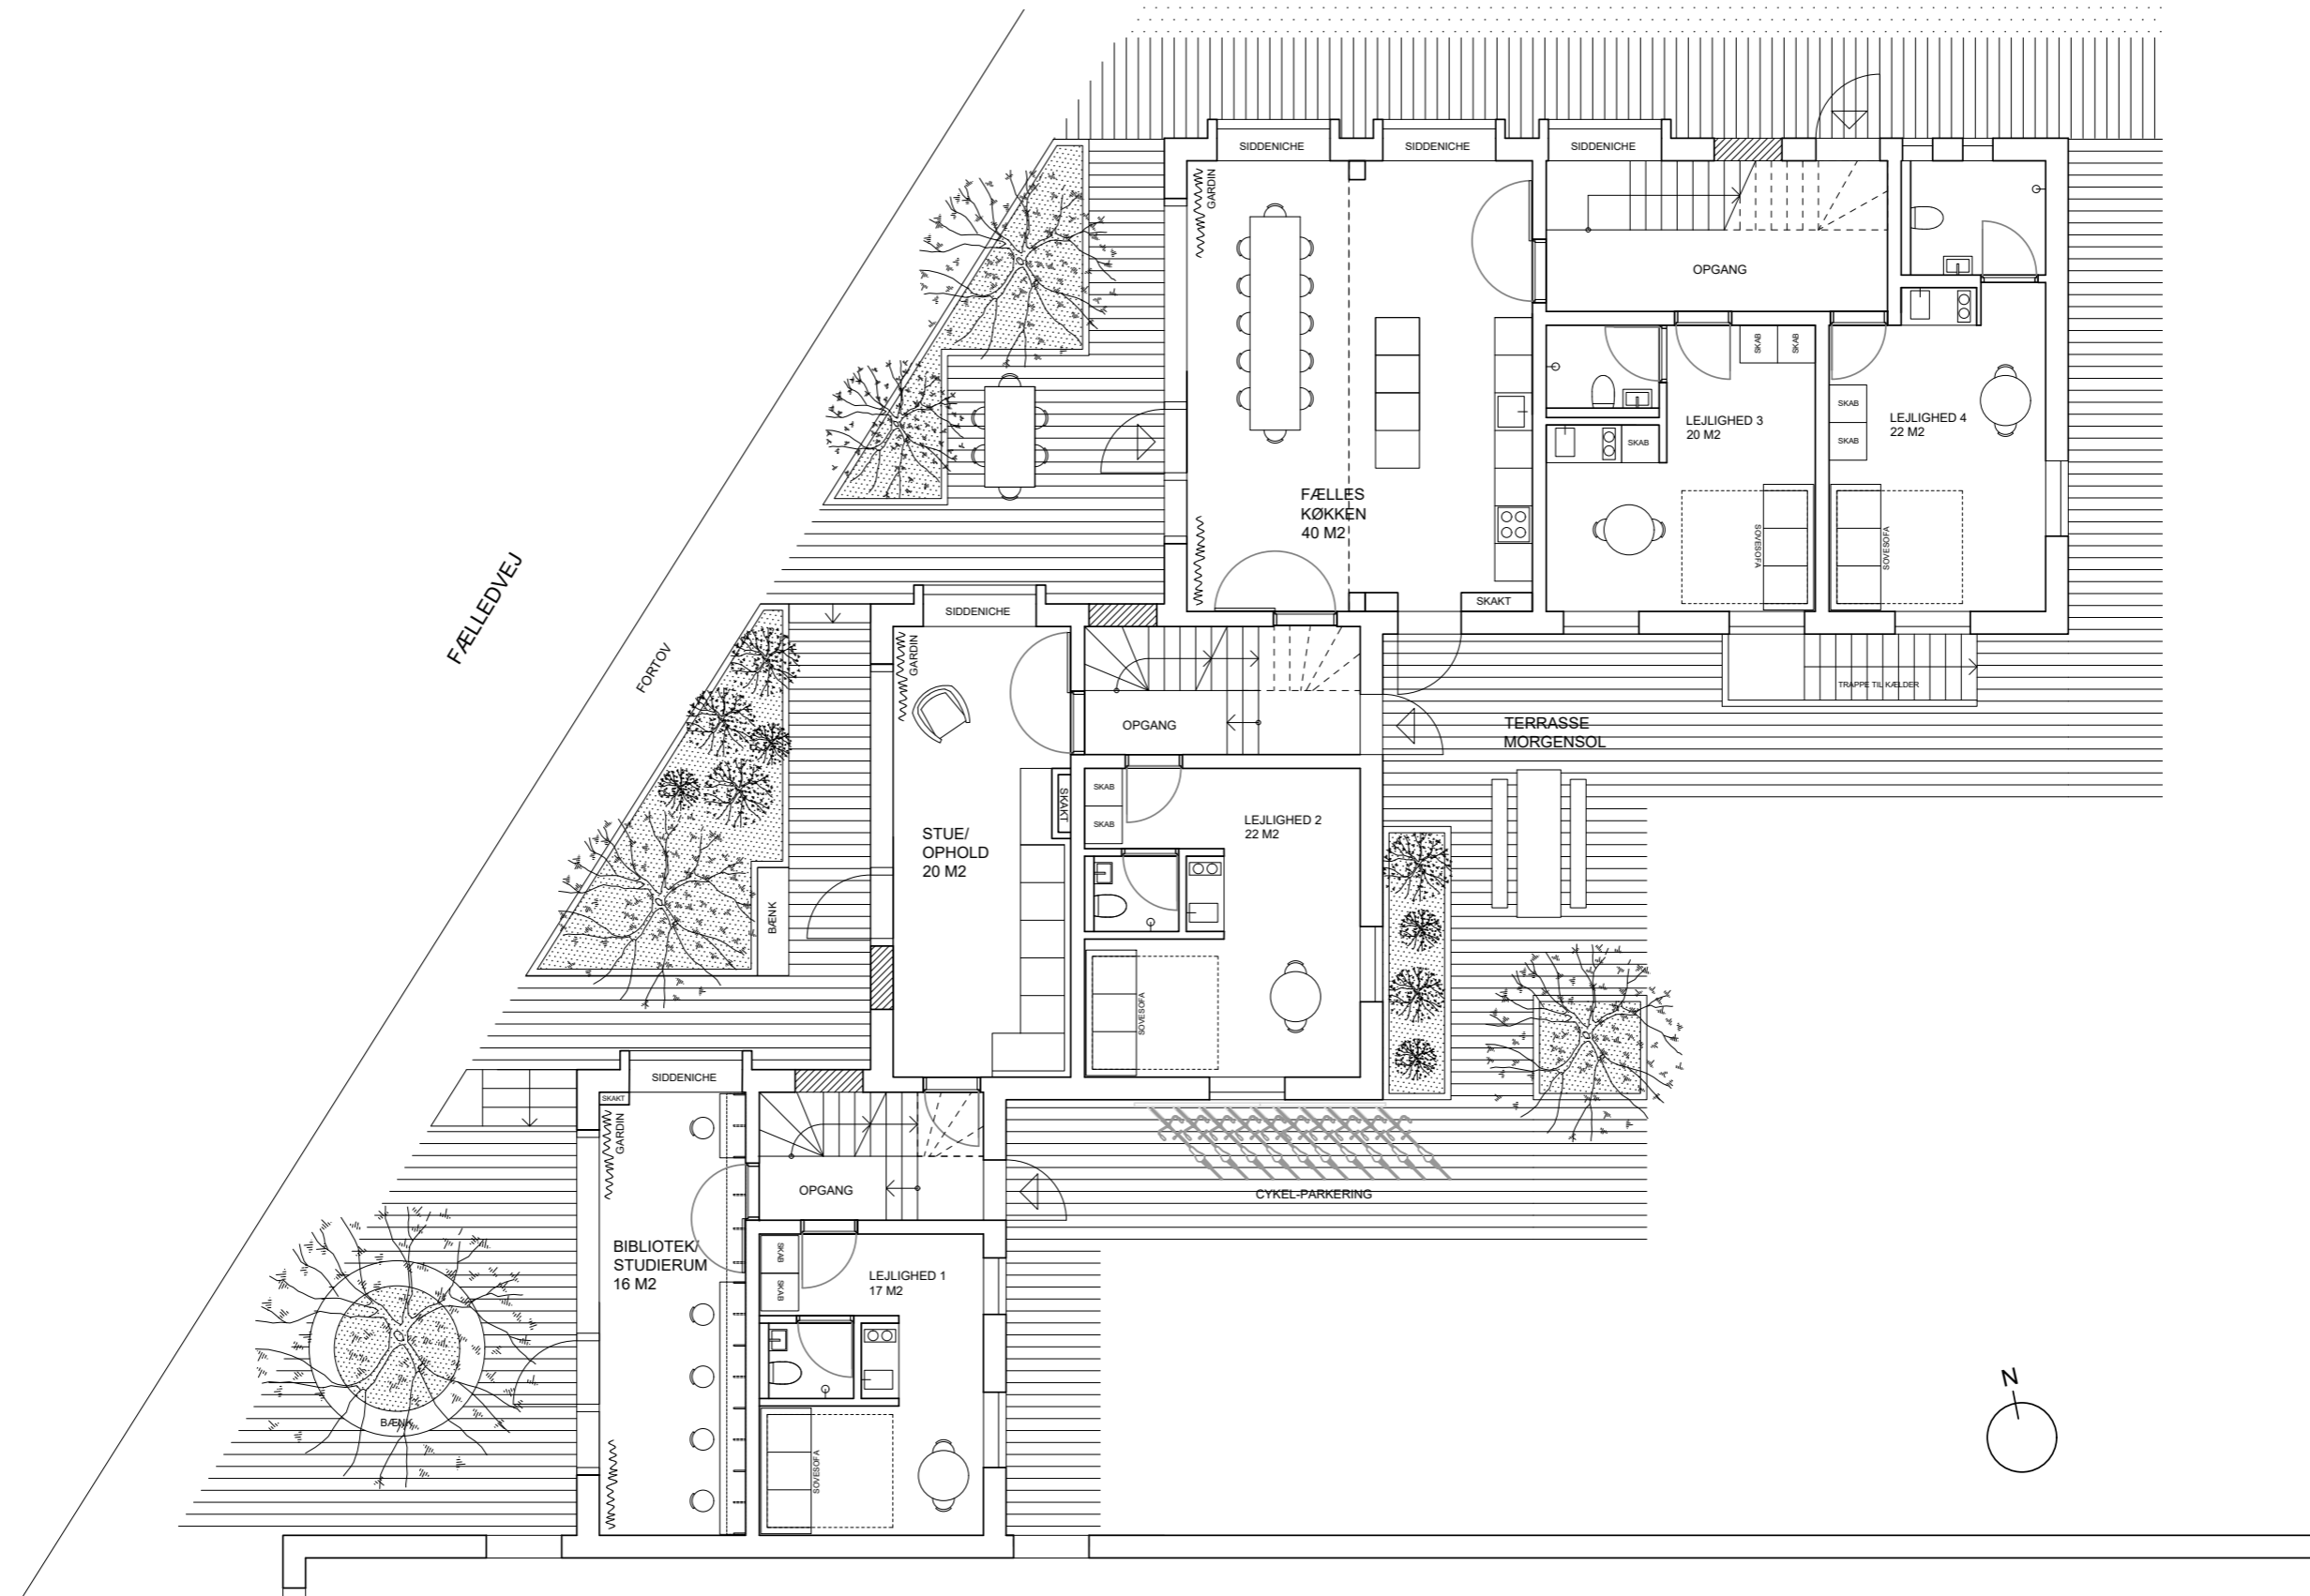 SIDDENICHE
SIDDENICHE
SIDDENICHE
GARDIN
OPGANG
SKAB
SKAB
LEJLIGHED 3
20 M2
SKAB
SKAB
SKAB
LEJLIGHED 4
22 M2
FÆLLES
KØKKEN
40 M2
SOVESOFA
SOVESOFA
FÆLLEDVEJ
FORTOV
SIDDENICHE
SKAKT
GARDIN
OPGANG
TRAPPE TIL KÆLDER
TERRASSE
MORGENSOL
SKAB
SKAB
SKAKT
LEJLIGHED 2
22 M2
STUE/
OPHOLD
20 M2
BÆNK
SOVESOFA
SIDDENICHE
SKAKT
GARDIN
OPGANG
CYKEL-PARKERING
BIBLIOTEK/
STUDIERUM
16 M2
SKAB
SKAB
LEJLIGHED 1
17 M2
BÆNK
SOVESOFA
N